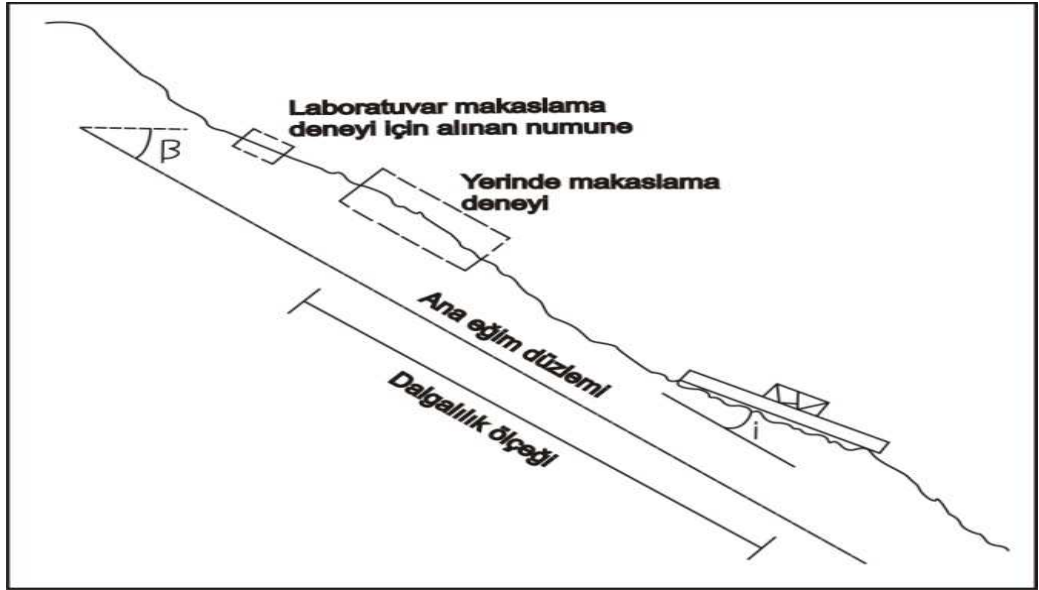 Laboratuvar makaslama
deneyi için alınan numune
β
Yerinde makaslama
deneyi
Ana eğim düzlemi
Dalgalılık ölçeği
i